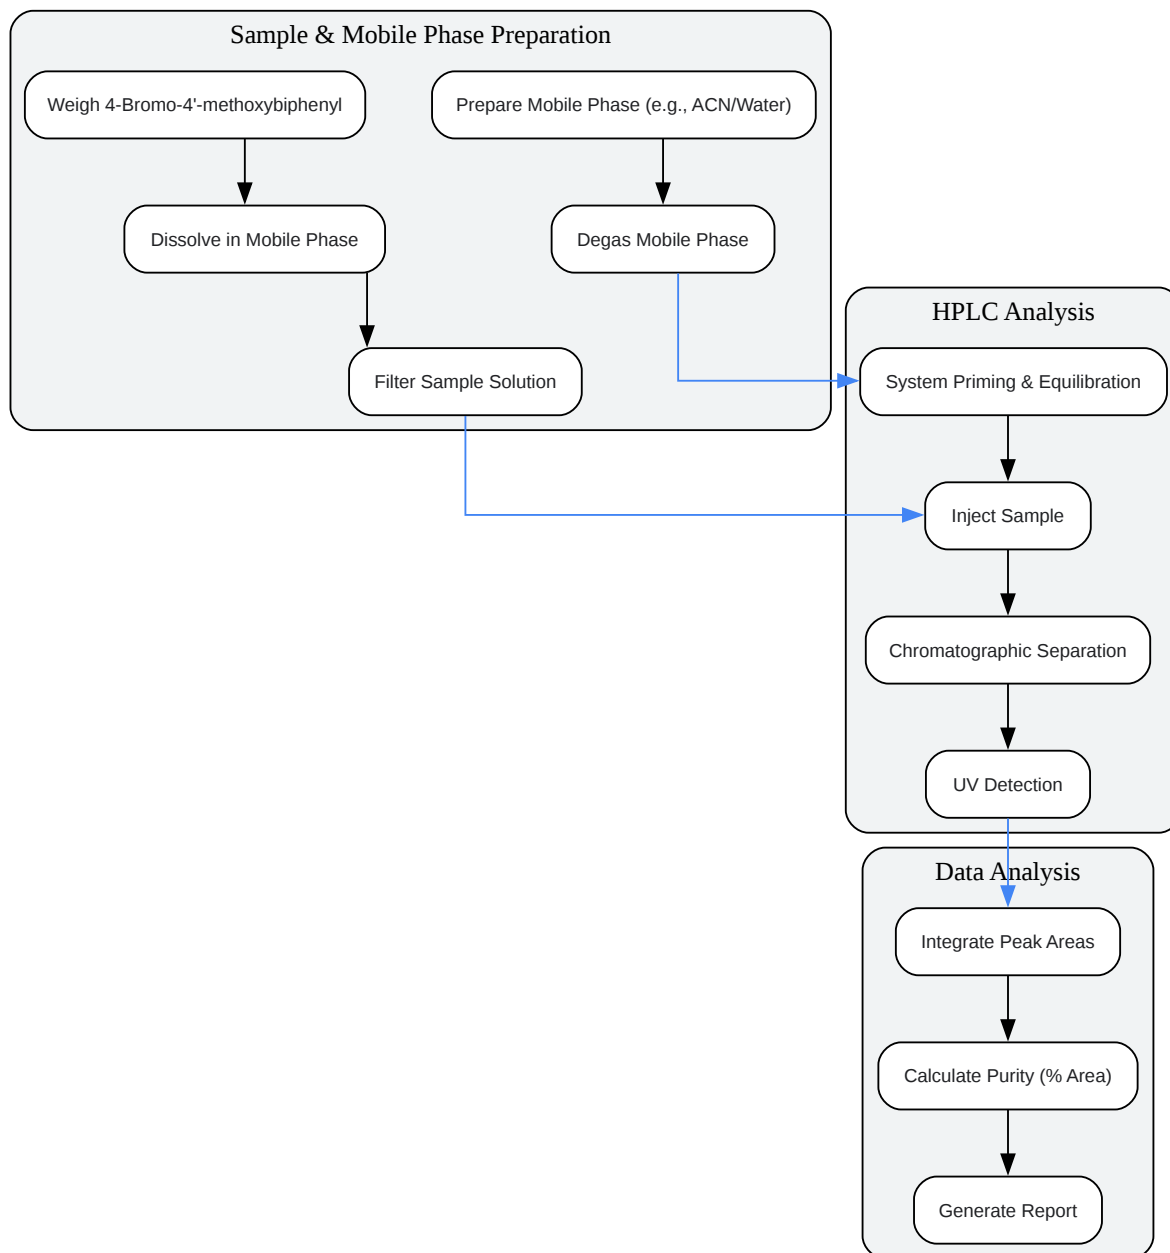 Sample & Mobile Phase Preparation
Weigh 4-Bromo-4'-methoxybiphenyl
Prepare Mobile Phase (e.g., ACN/Water)
Dissolve in Mobile Phase
Degas Mobile Phase
Filter Sample Solution
HPLC Analysis
System Priming & Equilibration
Inject Sample
Chromatographic Separation
UV Detection
Data Analysis
Integrate Peak Areas
Calculate Purity (% Area)
Generate Report